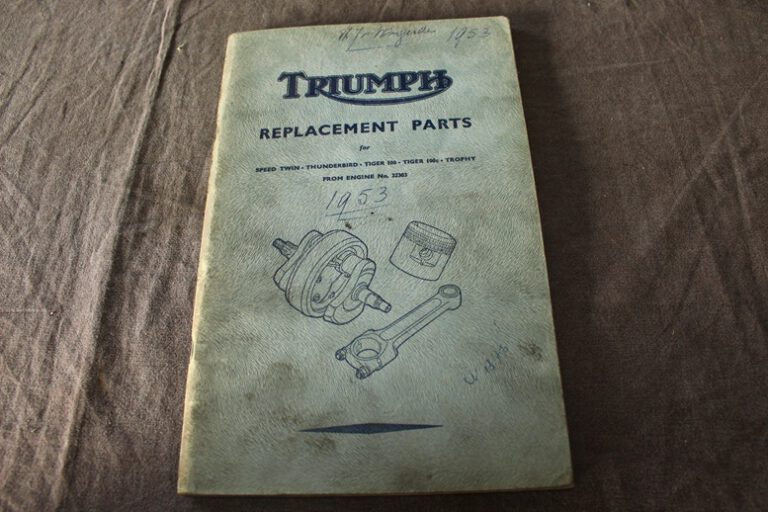 1953
TRIUMPH
REPLACEMENT PARTS
for
SPEED TWIN · THUNDERBIRD · TIGER 100 · TIGER 100c · TROPHY
FROM ENGINE No. 32303
1953